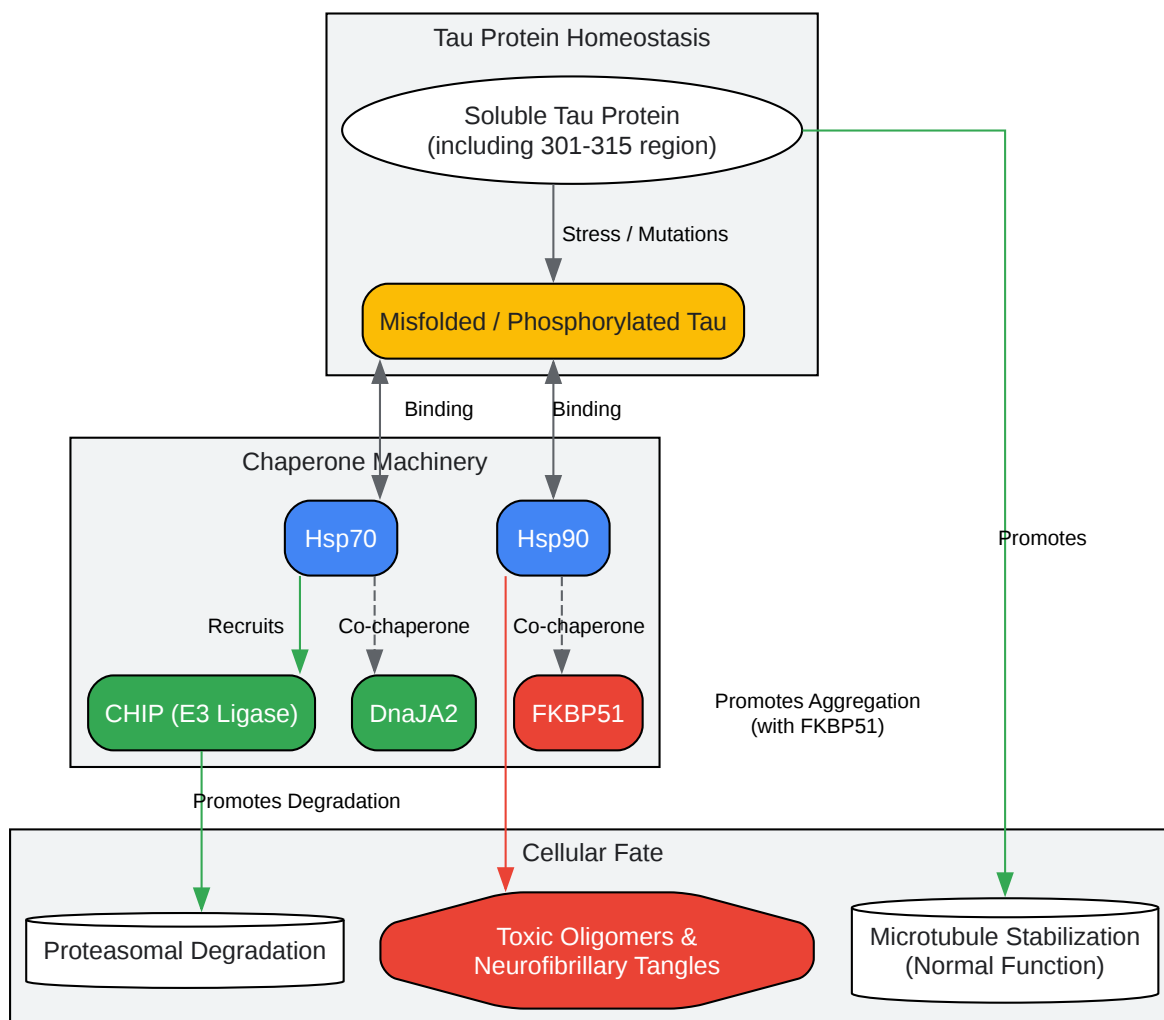 Tau Protein Homeostasis
Soluble Tau Protein
(including 301-315 region)
Stress / Mutations
Misfolded / Phosphorylated Tau
Binding
Binding
Chaperone Machinery
Hsp70
Hsp90
Promotes
Recruits
Co-chaperone
Co-chaperone
CHIP (E3 Ligase)
DnaJA2
FKBP51
Promotes Aggregation
(with FKBP51)
Promotes Degradation
Cellular Fate
Proteasomal Degradation
Toxic Oligomers &
Neurofibrillary Tangles
Microtubule Stabilization
(Normal Function)